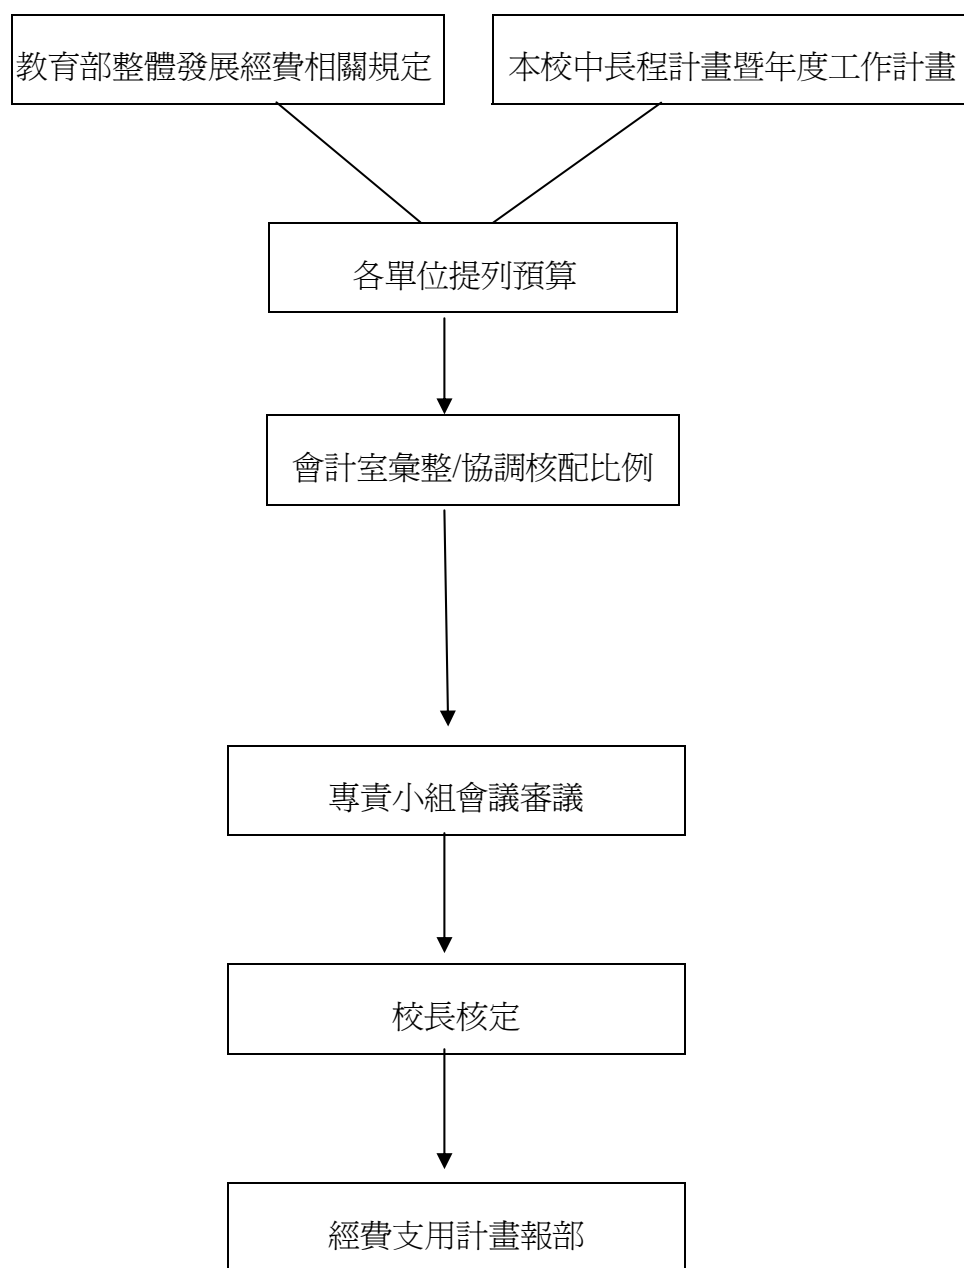 教育部整體發展經費相關規定
本校中長程計畫暨年度工作計畫
各單位提列預算
會計室彙整/協調核配比例
專責小組會議審議
校長核定
經費支用計畫報部